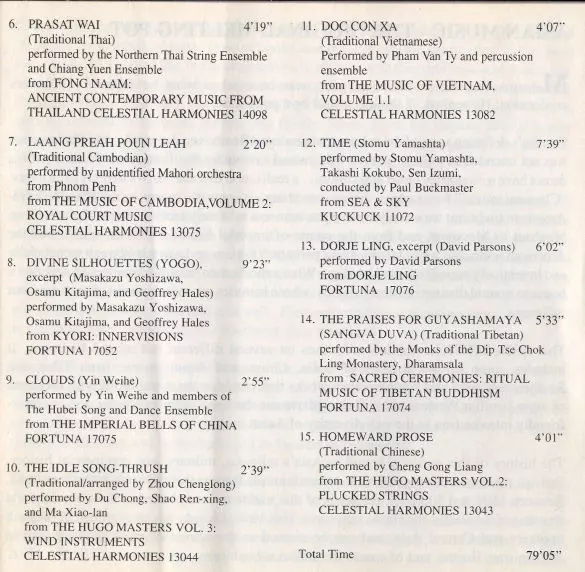 6. PRASAT WAI 4’19”
(Traditional Thai)
performed by the Northern Thai String Ensemble
and Chiang Yuen Ensemble
from FONG NAAM:
ANCIENT CONTEMPORARY MUSIC FROM
THAILAND CELESTIAL HARMONIES 14098
7. LAANG PREAH POUN LEAH 2’20”
(Traditional Cambodian)
performed by unidentified Mahori orchestra
from Phnom Penh
from THE MUSIC OF CAMBODIA,VOLUME 2:
ROYAL COURT MUSIC
CELESTIAL HARMONIES 13075
8. DIVINE SILHOUETTES (YOGO), 9’23”
excerpt (Masakazu Yoshizawa,
Osamu Kitajima, and Geoffrey Hales)
performed by Masakazu Yoshizawa,
Osamu Kitajima, and Geoffrey Hales
from KYORI: INNERVISIONS
FORTUNA 17052
9. CLOUDS (Yin Weihe) 2’55”
performed by Yin Weihe and members of
The Hubei Song and Dance Ensemble
from THE IMPERIAL BELLS OF CHINA
FORTUNA 17075
10. THE IDLE SONG-THRUSH 2’39”
(Traditional/arranged by Zhou Chenglong)
performed by Du Chong, Shao Ren-xing,
and Ma Xiao-lan
from THE HUGO MASTERS VOL. 3:
WIND INSTRUMENTS
CELESTIAL HARMONIES 13044
11. DOC CON XA 4’07”
(Traditional Vietnamese)
Performed by Pham Van Ty and percussion
ensemble
from THE MUSIC OF VIETNAM,
VOLUME 1.1
CELESTIAL HARMONIES 13082
12. TIME (Stomu Yamashta) 7’39”
performed by Stomu Yamashta,
Takashi Kokubo, Sen Izumi,
conducted by Paul Buckmaster
from SEA & SKY
KUCKUCK 11072
13. DORJE LING, excerpt (David Parsons) 6’02”
performed by David Parsons
from DORJE LING
FORTUNA 17076
14. THE PRAISES FOR GUYASHAMAYA 5’33”
(SANGVA DUVA) (Traditional Tibetan)
performed by the Monks of the Dip Tse Chok
Ling Monastery, Dharamsala
from SACRED CEREMONIES: RITUAL
MUSIC OF TIBETAN BUDDHISM
FORTUNA 17074
15. HOMEWARD PROSE 4’01”
(Traditional Chinese)
performed by Cheng Gong Liang
from THE HUGO MASTERS VOL.2:
PLUCKED STRINGS
CELESTIAL HARMONIES 13043
Total Time 79’05”